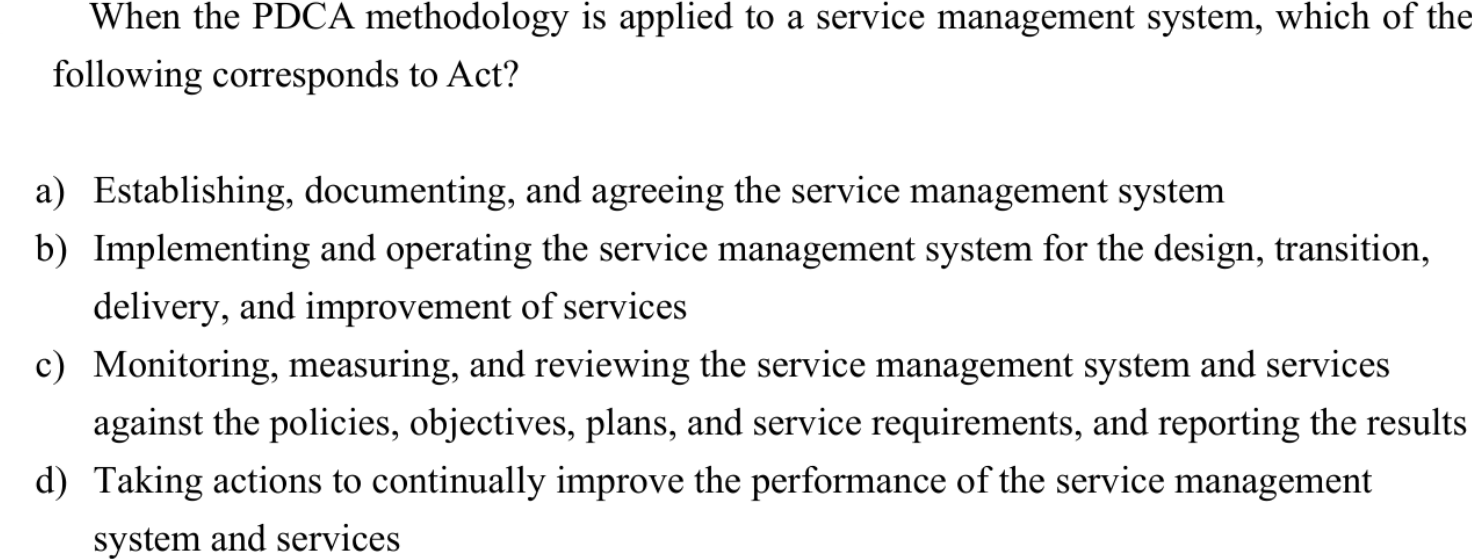 When the PDCA methodology is applied to a service management system, which of the
following corresponds to Act?
a) Establishing, documenting, and agreeing the service management system
b) Implementing and operating the service management system for the design, transition,
delivery, and improvement of services
c) Monitoring, measuring, and reviewing the service management system and services
against the policies, objectives, plans, and service requirements, and reporting the results
d) Taking actions to continually improve the performance of the service management
system and services